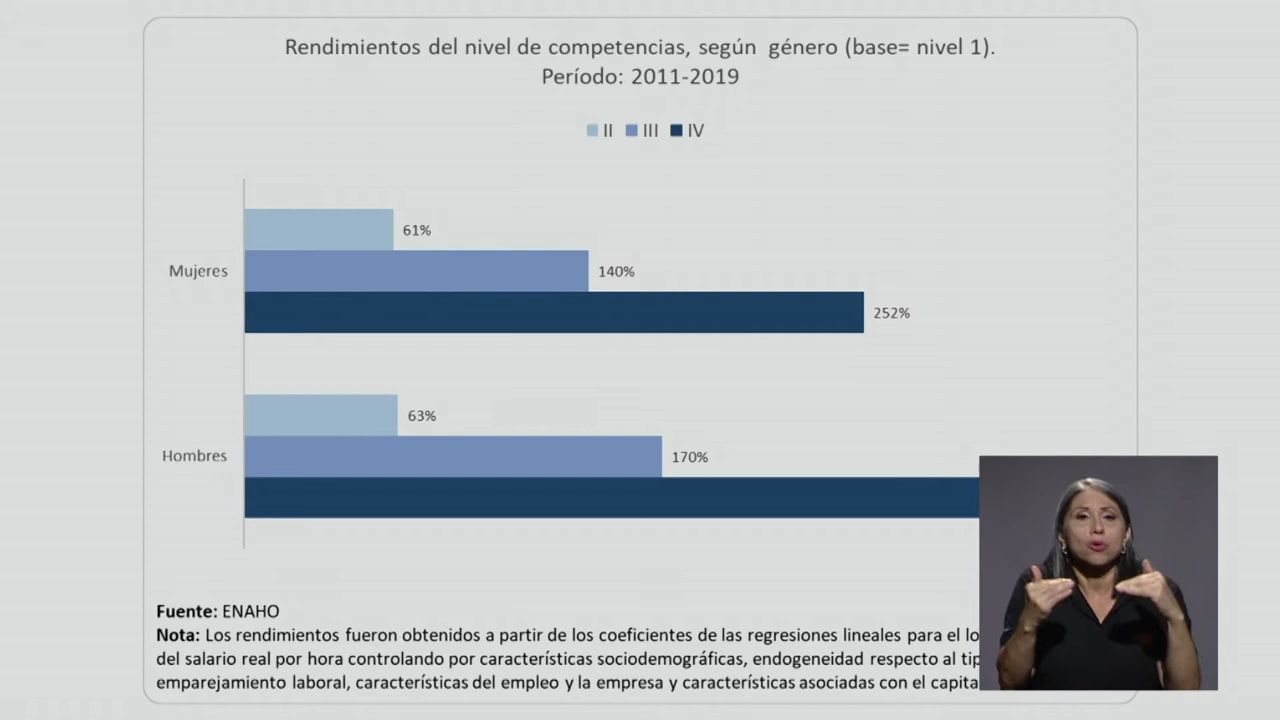 Rendimientos del nivel de competencias, según género (base= nivel 1).
Período: 2011-2019
II III IV
61%
Mujeres
140%
252%
63%
Hombres
170%
Fuente: ENAHO
Nota: Los rendimientos fueron obtenidos a partir de los coeficientes de las regresiones lineales para el
del salario real por hora controlando por características sociodemográficas, endogeneidad respecto al
emparejamiento laboral, características del empleo y la empresa y características asociadas con el